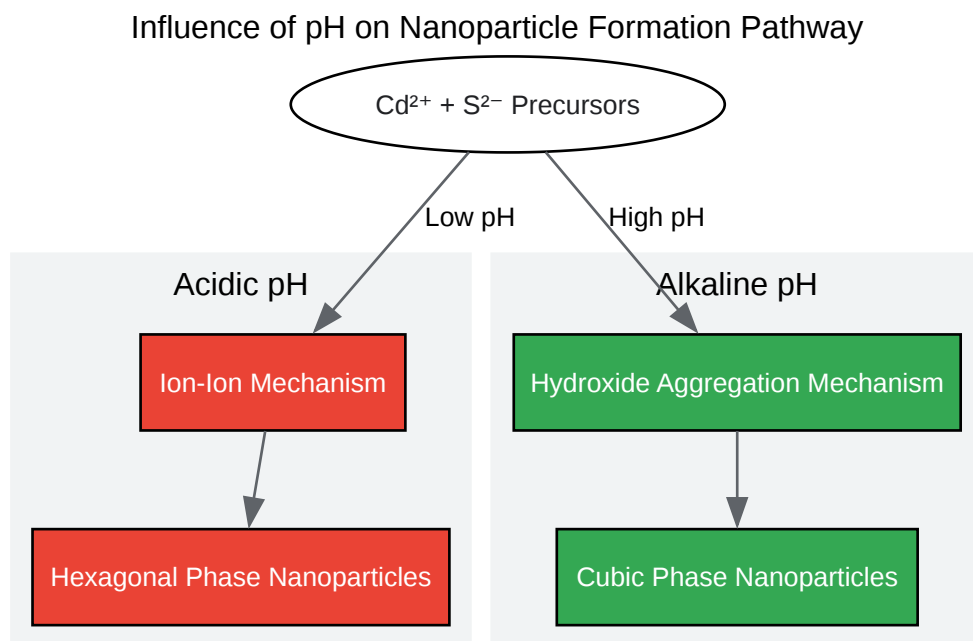 Influence of pH on Nanoparticle Formation Pathway
Cd²⁺ + S²⁻ Precursors
Low pH
High pH
Acidic pH
Alkaline pH
Ion-Ion Mechanism
Hydroxide Aggregation Mechanism
Hexagonal Phase Nanoparticles
Cubic Phase Nanoparticles